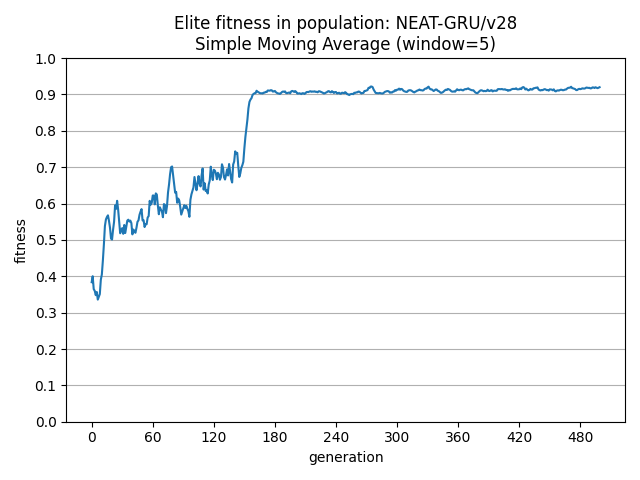 Elite fitness in population: NEAT-GRU/v28
Simple Moving Average (window=5)
1.0
0.9
0.8
0.7
0.6
0.5
0.4
0.3
0.2
0.1
0.0
fitness
0 60 120 180 240 300 360 420 480
generation